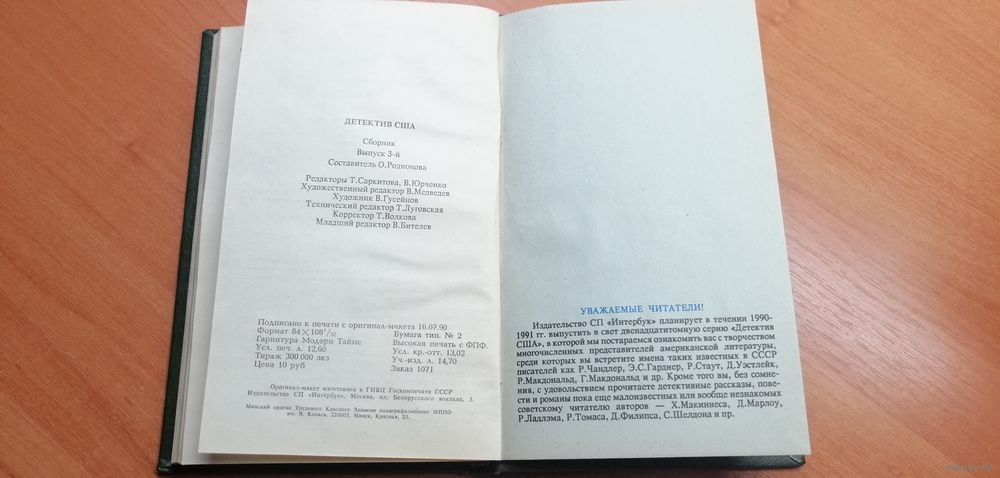 ДЕТЕКТИВ США
Сборник
Выпуск 3-й
Составитель О.Родионова
Редакторы Т.Саркитова, В.Юрченко
Художественный редактор В.Медведев
Художник В.Гусейнов
Технический редактор Т.Луговская
Корректор Т.Волкова
Младший редактор В.Бителев
Подписано к печати с оригинал-макета 16.07.90
Формат 84×108¹/₃₂ Бумага тип. № 2
Гарнитура Модерн Таймс Высокая печать с ФПФ.
Усл. печ. л. 12,60 Усл. кр.-отт. 13,02
Тираж 300 000 экз Уч.-изд. л. 14,70
Цена 10 руб Заказ 1071
Оригинал-макет изготовлен в ГИВЦ Госкомпечати СССР
Издательство СП «Интербук». Москва, пл. Белорусского вокзала, 3.
Минский ордена Трудового Красного Знамени полиграфкомбинат МППО
им. Я. Коласа. 220005, Минск, Красная, 23.
УВАЖАЕМЫЕ ЧИТАТЕЛИ!
Издательство СП «Интербук» планирует в течении 1990-
1991 гг. выпустить в свет двенадцатитомную серию «Детектив
США», в которой мы постараемся ознакомить вас с творчеством
многочисленных представителей американской литературы,
среди которых вы встретите имена таких известных в СССР
писателей как Р.Чандлер, Э.С.Гарднер, Р.Стаут, Д.Уэстлейк,
Р.Макдональд, Г.Макдональд и др. Кроме того вы, без сомне-
ния, с удовольствием прочитаете детективные рассказы, пове-
сти и романы пока еще малоизвестных или вообще незнакомых
советскому читателю авторов — Х.Макиннеса, Д.Марлоу,
Р.Ладлэма, Р.Томаса, Д.Филипса, С.Шелдона и пр.